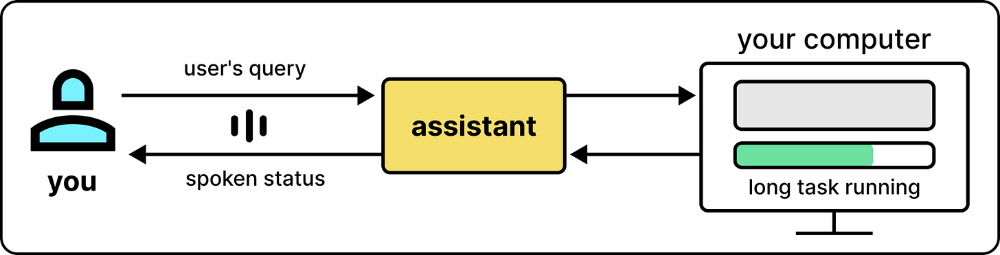 your computer
user's query
assistant
you
spoken status
long task running